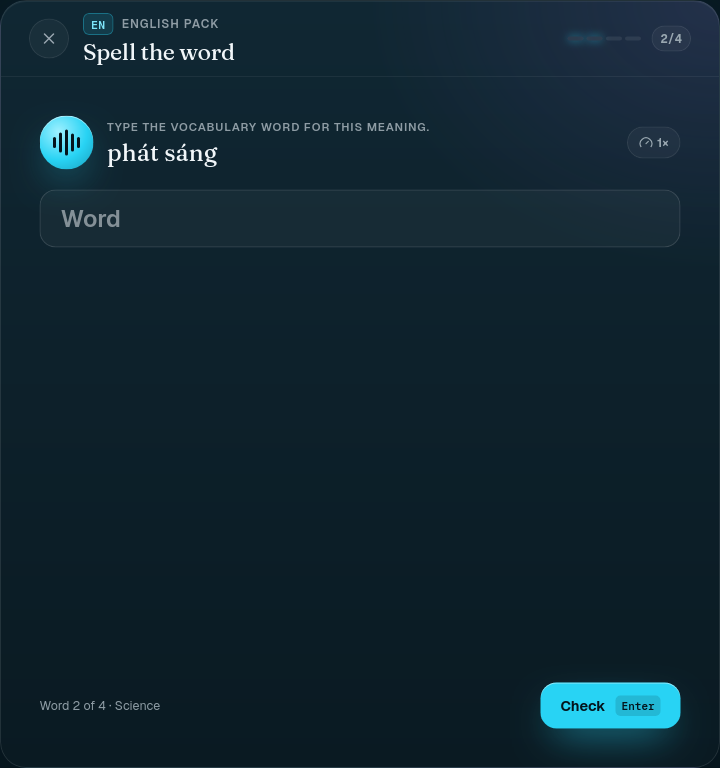 EN ENGLISH PACK
Spell the word
2/4
TYPE THE VOCABULARY WORD FOR THIS MEANING.
phát sáng
1×
Word
Word 2 of 4 · Science
Check Enter